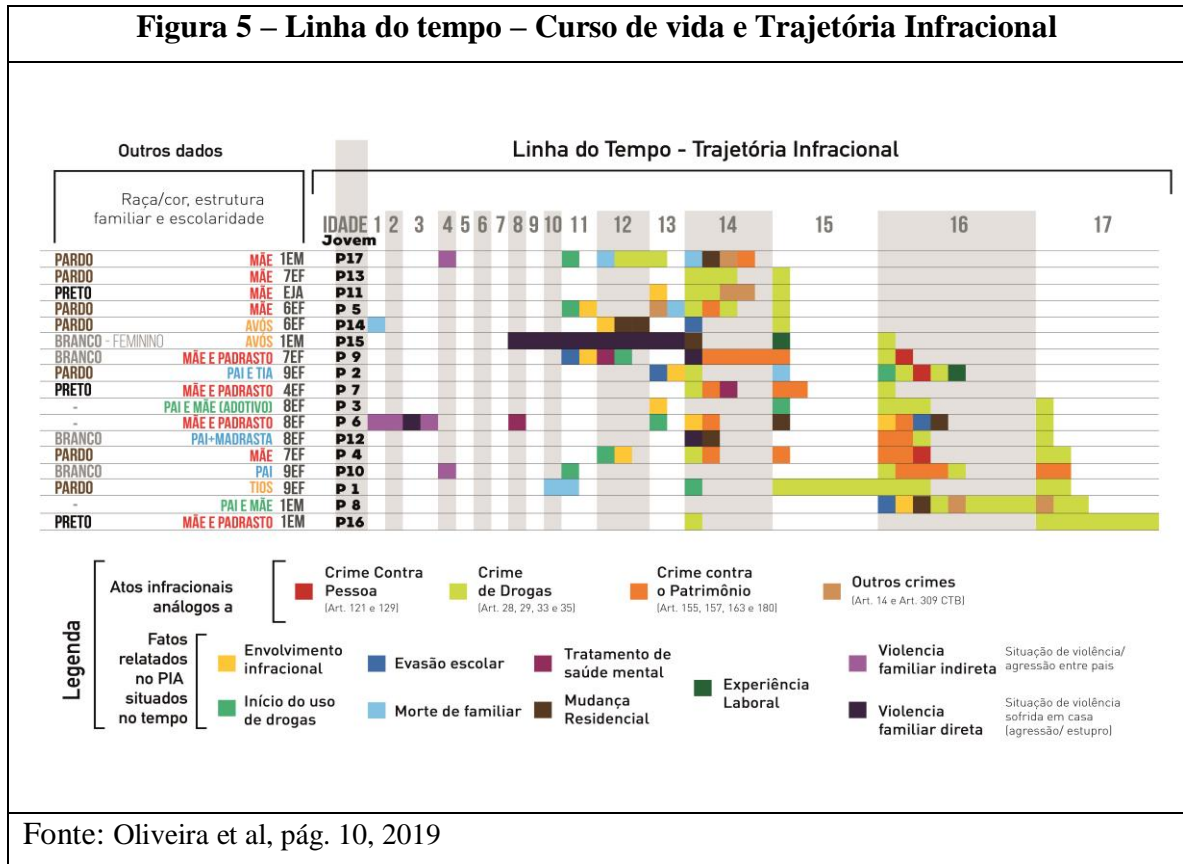 Figura 5 – Linha do tempo – Curso de vida e Trajetória Infracional
Outros dados
Linha do Tempo - Trajetória Infracional
Raça/cor, estrutura
familiar e escolaridade
IDADE 1 2 3 4 5 6 7 8 9 10 11 12 13 14 15 16 17
Jovem
PARDO MÃE 1EM P17
PARDO MÃE 7EF P13
PRETO MÃE EJA P11
PARDO MÃE 6EF P 5
PARDO AVÓS 6EF P14
BRANCO - FEMININO AVÓS 1EM P15
BRANCO MÃE E PADRASTO 7EF P 9
PARDO PAI E TIA 9EF P 2
PRETO MÃE E PADRASTO 4EF P 7
- PAI E MÃE (ADOTIVO) 8EF P 3
- MÃE E PADRASTO 8EF P 6
BRANCO PAI+MADRASTA 8EF P12
PARDO MÃE 7EF P 4
BRANCO PAI 9EF P10
PARDO TIOS 9EF P 1
- PAI E MÃE 1EM P 8
PRETO MÃE E PADRASTO 1EM P16
Legenda
Atos infracionais
análogos a
Crime Contra
Pessoa
(Art. 121 e 129)
Crime
de Drogas
(Art. 28, 29, 33 e 35)
Crime contra
o Patrimônio
(Art. 155, 157, 163 e 180)
Outros crimes
(Art. 14 e Art. 309 CTB)
Fatos
relatados
no PIA
situados
no tempo
Envolvimento
infracional
Evasão escolar
Tratamento de
saúde mental
Experiência
Laboral
Violencia
familiar indireta
Situação de violência/
agressão entre pais
Início do uso
de drogas
Morte de familiar
Mudança
Residencial
Violencia
familiar direta
Situação de violência
sofrida em casa
(agressão/ estupro)
Fonte: Oliveira et al, pág. 10, 2019